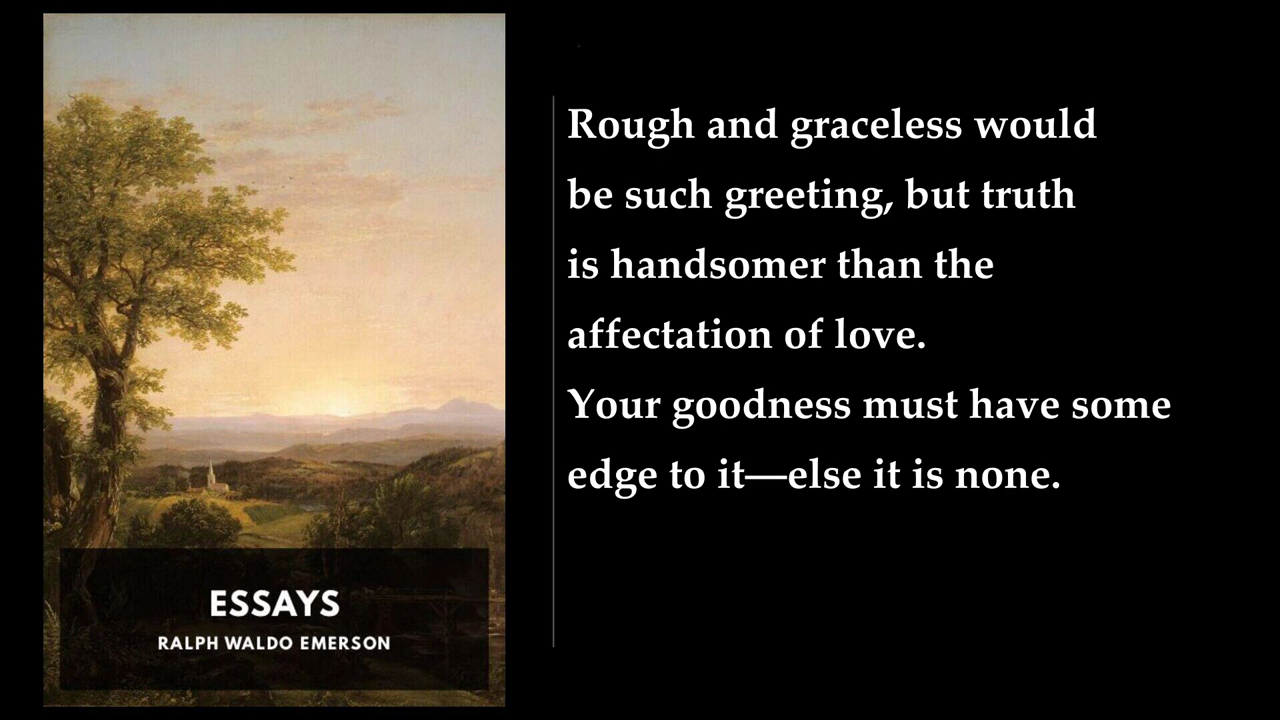 ESSAYS
RALPH WALDO EMERSON
Rough and graceless would
be such greeting, but truth
is handsomer than the
affectation of love.
Your goodness must have some
edge to it—else it is none.